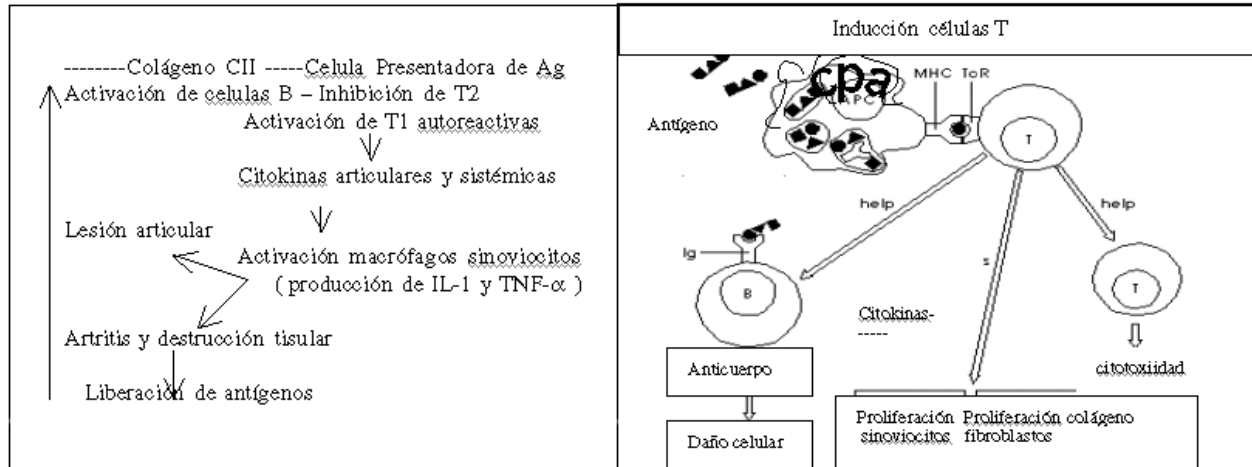 --------Colágeno CII -----Celula Presentadora de Ag
Activación de celulas B – Inhibición de T2
Activación de T1 autoreactivas
Citokinas articulares y sistémicas
Lesión articular
Activación macrófagos sinoviocitos
( producción de IL-1 y TNF-α )
Artritis y destrucción tisular
Liberación de antígenos
Inducción células T
cpa
APC
MHC TcR
Antígeno
T
help
help
Ig
s
B
T
Citokinas-
-----
Anticuerpo
citotoxiidad
Daño celular
Proliferación Proliferación colágeno
sinoviocitos fibroblastos